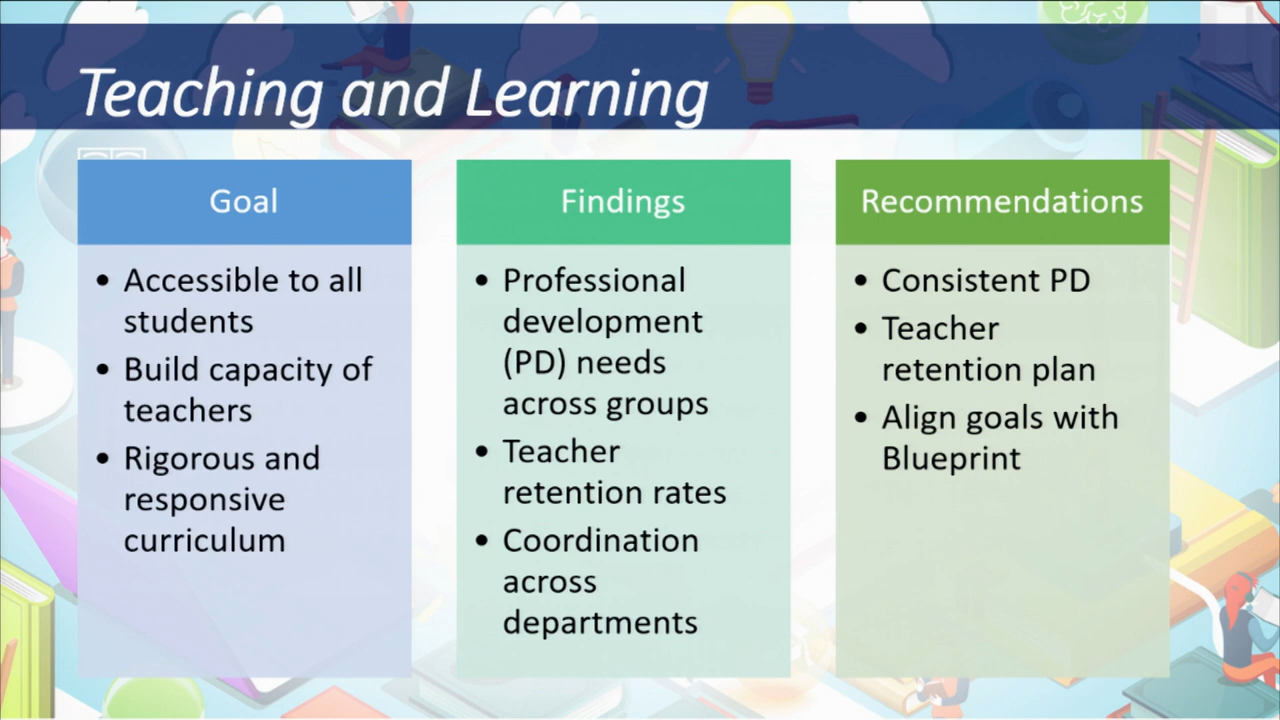 Teaching and Learning
Goal
• Accessible to all
students
• Build capacity of
teachers
• Rigorous and
responsive
curriculum
Findings
• Professional
development
(PD) needs
across groups
• Teacher
retention rates
• Coordination
across
departments
Recommendations
• Consistent PD
• Teacher
retention plan
• Align goals with
Blueprint